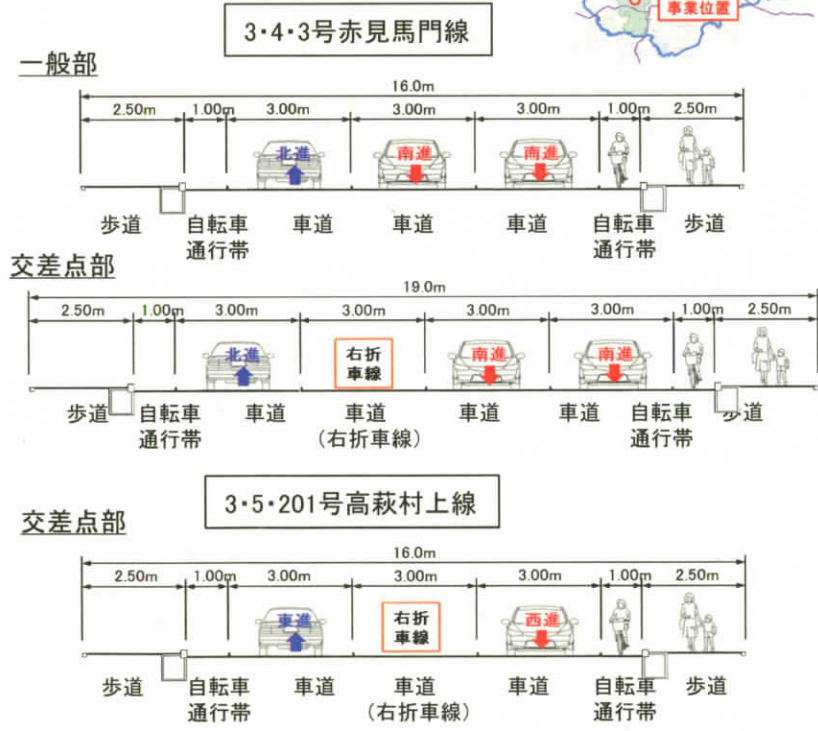 事業位置
3・4・3号赤見馬門線
一般部
16.0m
2.50m 1.00m 3.00m 3.00m 3.00m 1.00m 2.50m
北進 南進 南進
歩道 自転車 車道 車道 車道 自転車 歩道
通行帯 通行帯
交差点部
19.0m
2.50m 1.00m 3.00m 3.00m 3.00m 3.00m 1.00m 2.50m
北進 右折 南進 南進
車線
歩道 自転車 車道 車道 車道 車道 自転車 歩道
通行帯 (右折車線) 通行帯
3・5・201号高萩村上線
交差点部
16.0m
2.50m 1.00m 3.00m 3.00m 3.00m 1.00m 2.50m
東進 右折 西進
車線
歩道 自転車 車道 車道 車道 自転車 歩道
通行帯 (右折車線) 通行帯